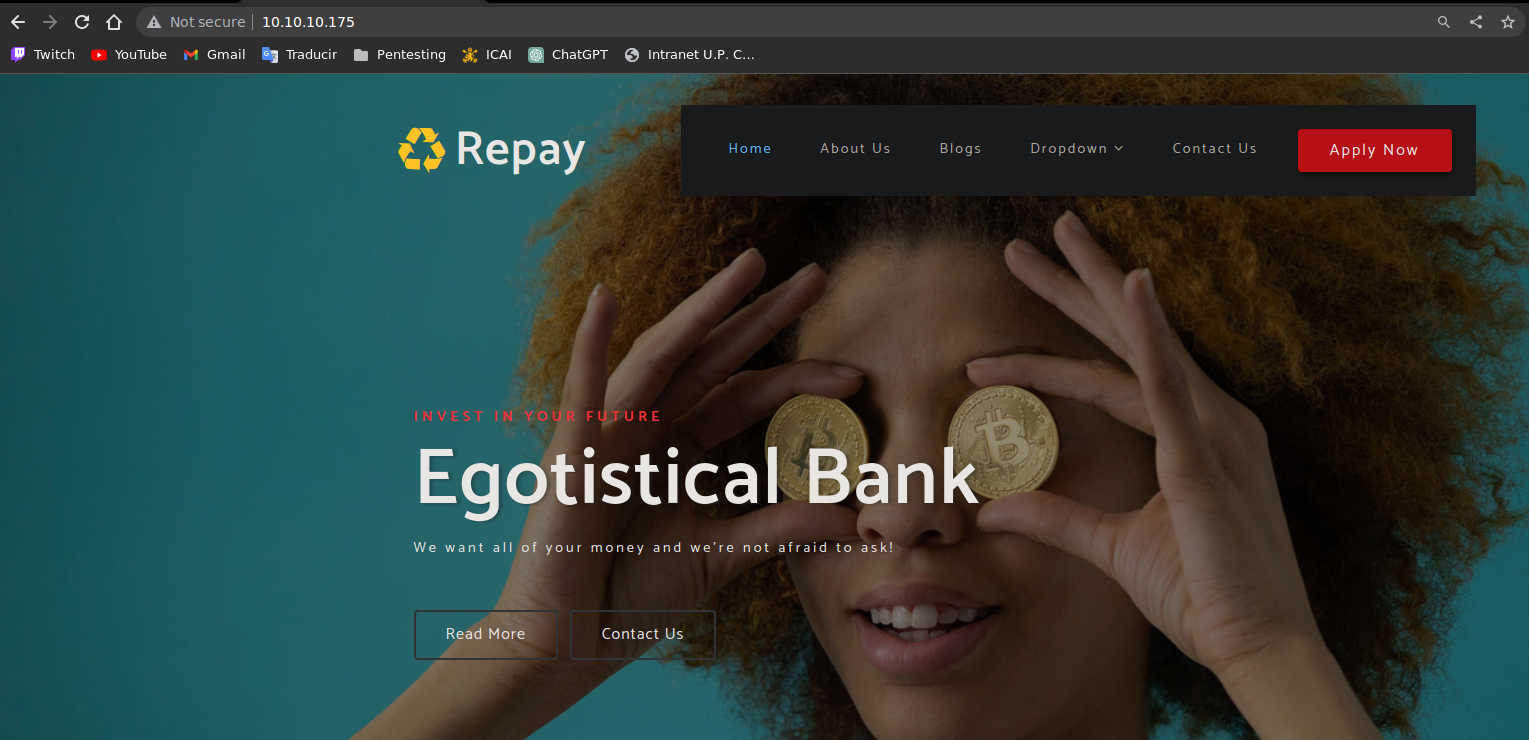 Not secure 10.10.10.175
Twitch YouTube Gmail Traducir Pentesting ICAI ChatGPT Intranet U.P. C...
Repay Home About Us Blogs Dropdown Contact Us Apply Now
INVEST IN YOUR FUTURE
Egotistical Bank
We want all of your money and we're not afraid to ask!
Read More Contact Us